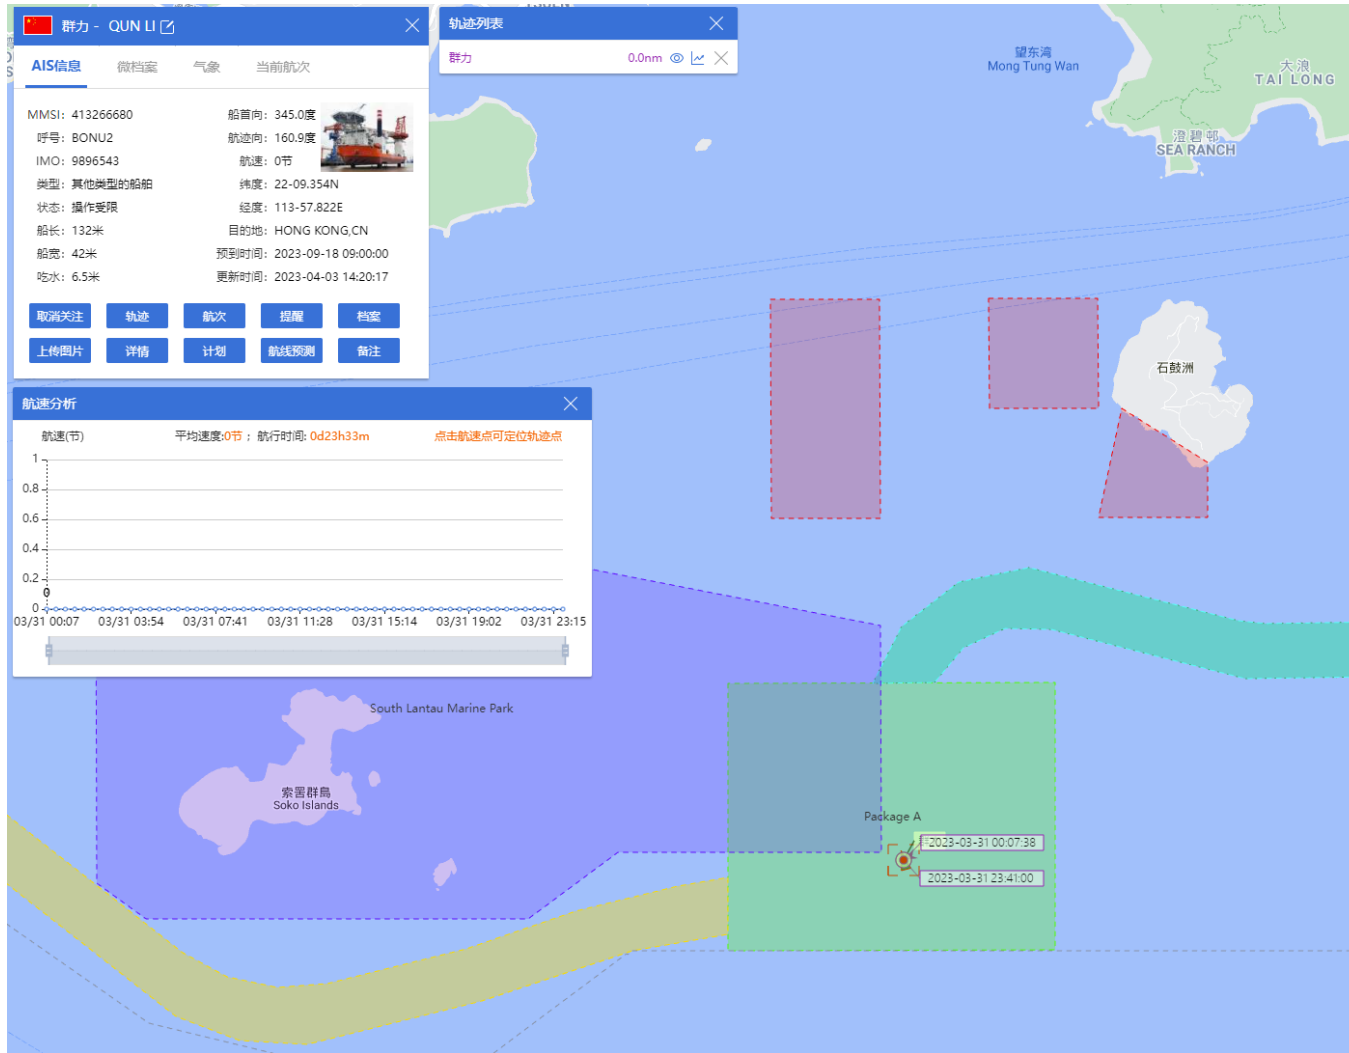 群力 - QUN LI
AIS信息 微档案 气象 当前航次
MMSI: 413266680
船首向: 345.0度
呼号: BONU2
航迹向: 160.9度
IMO: 9896543
航速: 0节
类型: 其他类型的船舶
纬度: 22-09.354N
状态: 操作受限
经度: 113-57.822E
船长: 132米
目的地: HONG KONG,CN
船宽: 42米
预到时间: 2023-09-18 09:00:00
吃水: 6.5米
更新时间: 2023-04-03 14:20:17
取消关注 轨迹 航次 提醒 档案
上传图片 详情 计划 航线预测 备注
轨迹列表
群力 0.0nm
航速分析
航速(节) 平均速度:0节 ; 航行时间: 0d23h33m 点击航速点可定位轨迹点
1
0.8
0.6
0.4
0.2
0
0
03/31 00:07 03/31 03:54 03/31 07:41 03/31 11:28 03/31 15:14 03/31 19:02 03/31 23:15
望东湾
Mong Tung Wan
大浪
TAI LONG
澄碧邨
SEA RANCH
石鼓洲
South Lantau Marine Park
索罟群島
Soko Islands
Package A
2023-03-31 00:07:38
2023-03-31 23:41:00